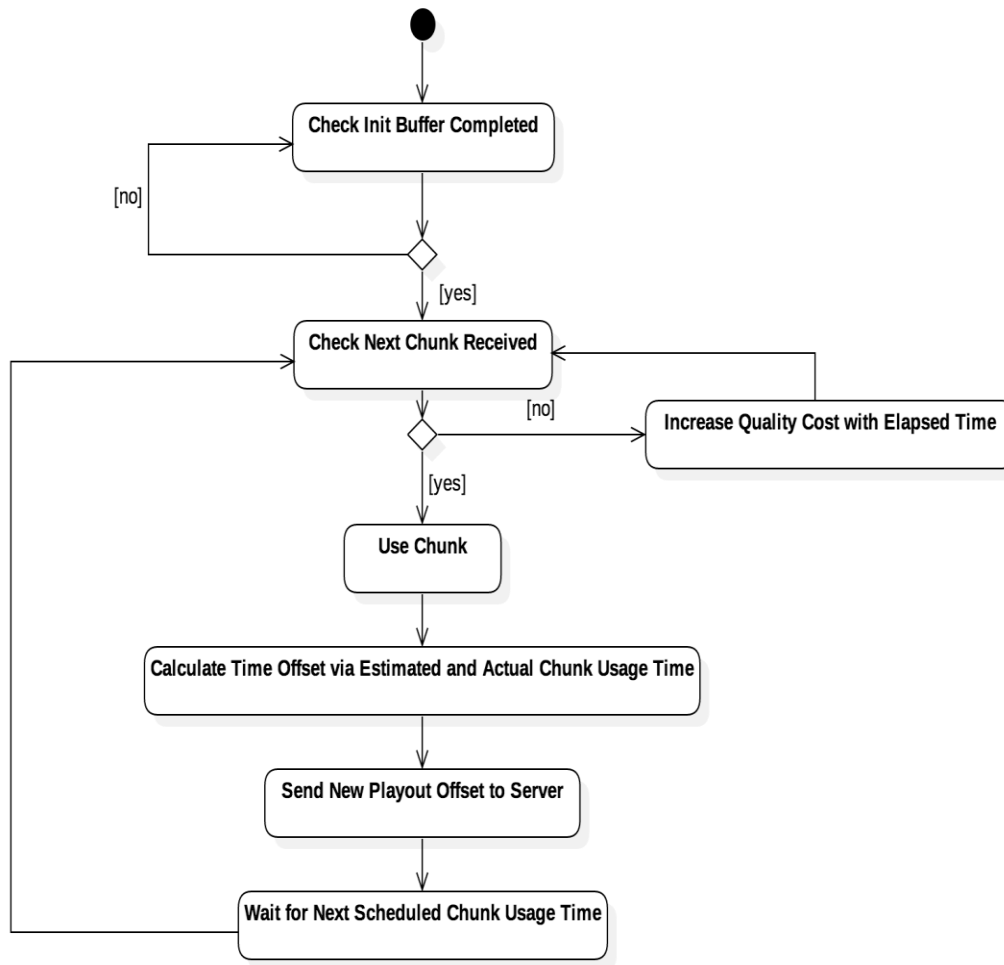 Check Init Buffer Completed
[no]
[yes]
Check Next Chunk Received
[no]
Increase Quality Cost with Elapsed Time
[yes]
Use Chunk
Calculate Time Offset via Estimated and Actual Chunk Usage Time
Send New Playout Offset to Server
Wait for Next Scheduled Chunk Usage Time